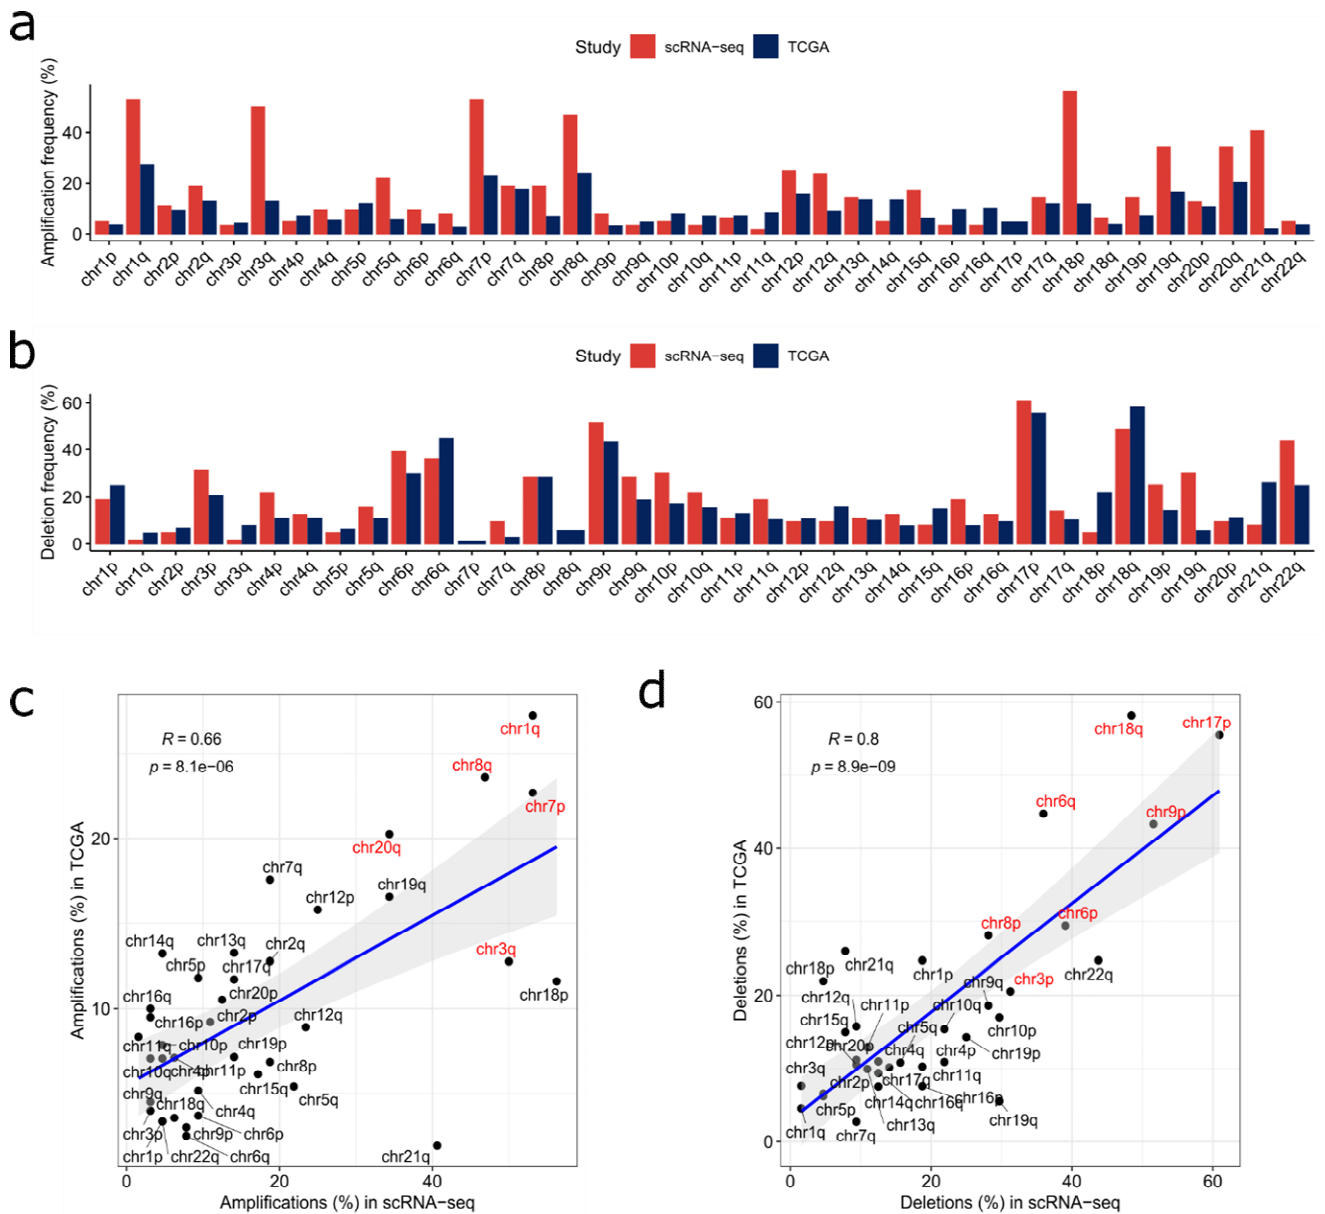 a
Study scRNA−seq TCGA
Amplification frequency (%)
40
20
0
chr1p chr1q chr2p chr2q chr3p chr3q chr4p chr4q chr5p chr5q chr6p chr6q chr7p chr7q chr8p chr8q chr9p chr9q chr10p chr10q chr11p chr11q chr12p chr12q chr13q chr14q chr15q chr16p chr16q chr17p chr17q chr18p chr18q chr19p chr19q chr20p chr20q chr21q chr22q
b
Study scRNA−seq TCGA
Deletion frequency (%)
60
40
20
0
chr1p chr1q chr2p chr3p chr3q chr4p chr4q chr5p chr5q chr6p chr6q chr7p chr7q chr8p chr8q chr9p chr9q chr10p chr10q chr11p chr11q chr12p chr12q chr13q chr14q chr15q chr16p chr16q chr17p chr17q chr18p chr18q chr19p chr19q chr20p chr21q chr22q
c
R = 0.66
p = 8.1e−06
Amplifications (%) in TCGA
20
10
chr1q
chr8q
chr7p
chr20q
chr7q
chr19q
chr12p
chr14q
chr13q
chr2q
chr3q
chr5p
chr17q
chr18p
chr20p
chr16q
chr2p
chr12q
chr16p
chr11q
chr10p
chr19p
chr10q
chr4p
chr11p
chr8p
chr15q
chr5q
chr9q
chr18q
chr4q
chr3p
chr9p
chr6p
chr1p
chr22q
chr6q
chr21q
0 20 40
Amplifications (%) in scRNA−seq
d
R = 0.8
p = 8.9e−09
Deletions (%) in TCGA
60
40
20
0
chr18q
chr17p
chr6q
chr9p
chr8p
chr6p
chr18p
chr21q
chr1p
chr22q
chr9q
chr3p
chr12q
chr11p
chr10q
chr15q
chr5q
chr10p
chr12p
chr20p
chr4q
chr4p
chr19p
chr3q
chr2p
chr17q
chr11q
chr5p
chr14q
chr16q
chr16p
chr1q
chr7q
chr13q
chr19q
0 20 40 60
Deletions (%) in scRNA−seq